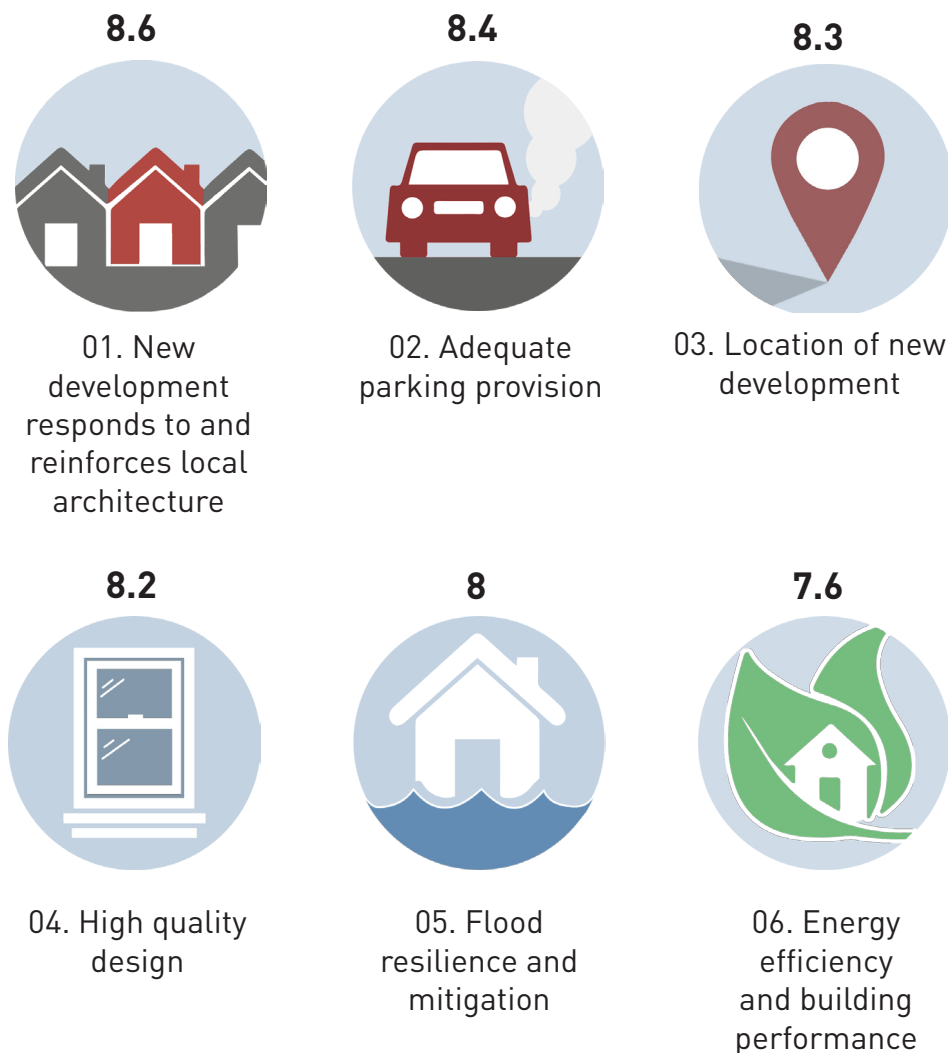 8.6
01. New
development
responds to and
reinforces local
architecture
8.4
02. Adequate
parking provision
8.3
03. Location of new
development
8.2
04. High quality
design
8
05. Flood
resilience and
mitigation
7.6
06. Energy
efficiency
and building
performance